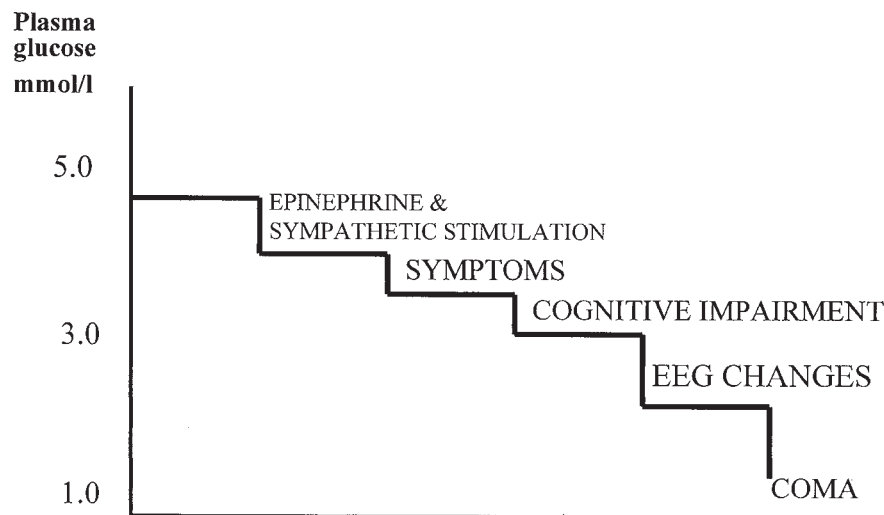 Plasma
glucose
mmol/l
5.0
EPINEPHRINE &
SYMPATHETIC STIMULATION
SYMPTOMS
COGNITIVE IMPAIRMENT
3.0
EEG CHANGES
COMA
1.0